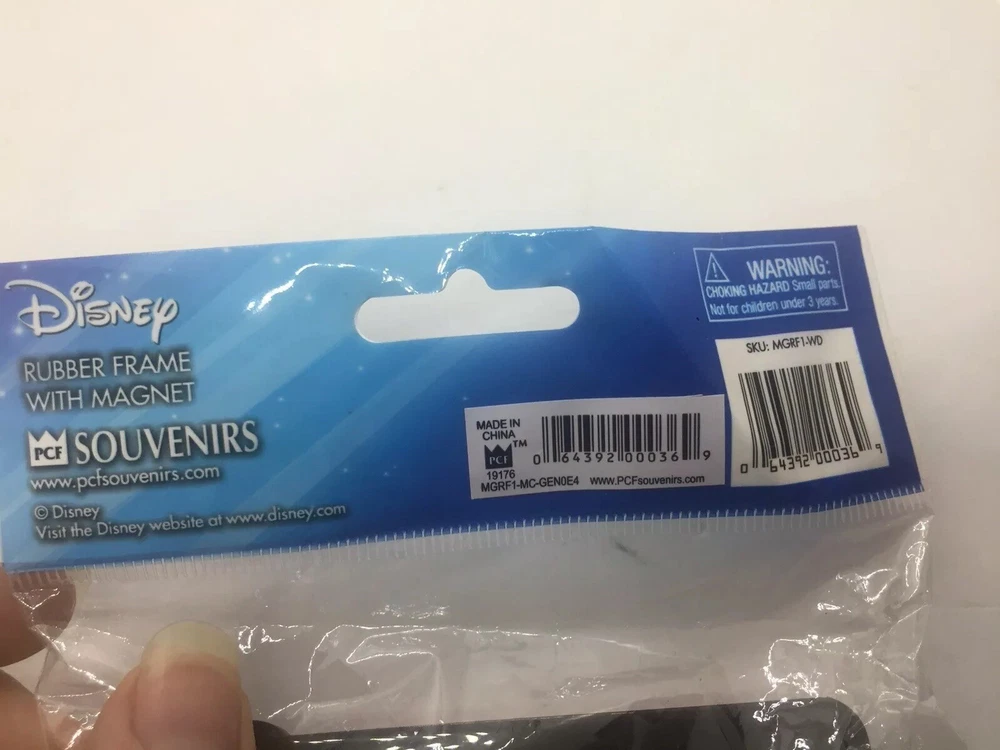 Disney
RUBBER FRAME
WITH MAGNET
PCF SOUVENIRS
www.pcfsouvenirs.com
© Disney
Visit the Disney website at www.disney.com
MADE IN
CHINA
PCF ™
19176
MGRF1-MC-GEN0E4 www.PCFsouvenirs.com
0 64392 00036 9
WARNING:
CHOKING HAZARD Small parts.
Not for children under 3 years.
SKU: MGRF1-WD
0 64392 00036 9